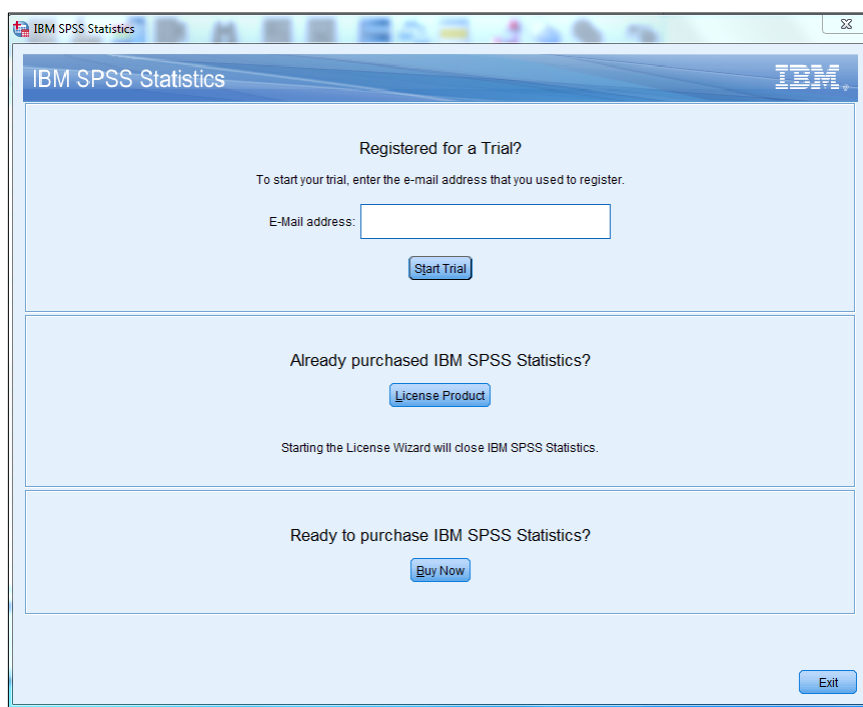 IBM SPSS Statistics
IBM SPSS Statistics
IBM®
Registered for a Trial?
To start your trial, enter the e-mail address that you used to register.
E-Mail address:
Start Trial
Already purchased IBM SPSS Statistics?
License Product
Starting the License Wizard will close IBM SPSS Statistics.
Ready to purchase IBM SPSS Statistics?
Buy Now
Exit